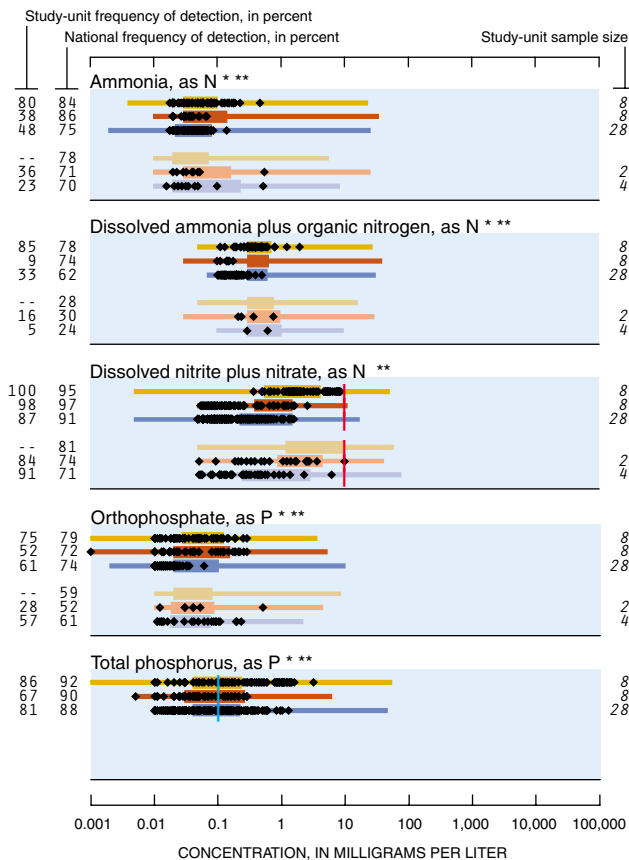 Study-unit frequency of detection, in percent
National frequency of detection, in percent
Study-unit sample size
Ammonia, as N * **
80 84 8
38 86 8
48 75 28
-- 78
36 71 2
23 70 4
Dissolved ammonia plus organic nitrogen, as N * **
85 78 8
9 74 8
33 62 28
-- 28
16 30 2
5 24 4
Dissolved nitrite plus nitrate, as N **
100 95 8
98 97 8
87 91 28
-- 81
84 74 2
91 71 4
Orthophosphate, as P * **
75 79 8
52 72 8
61 74 28
-- 59
28 52 2
57 61 4
Total phosphorus, as P * **
86 92 8
67 90 8
81 88 28
0.001 0.01 0.1 1 10 100 1,000 10,000 100,000
CONCENTRATION, IN MILLIGRAMS PER LITER